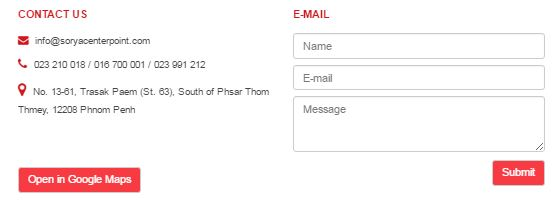 CONTACT US
info@soryacenterpoint.com
023 210 018 / 016 700 001 / 023 991 212
No. 13-61, Trasak Paem (St. 63), South of Phsar Thom
Thmey, 12208 Phnom Penh
Open in Google Maps
E-MAIL
Name
E-mail
Message
Submit